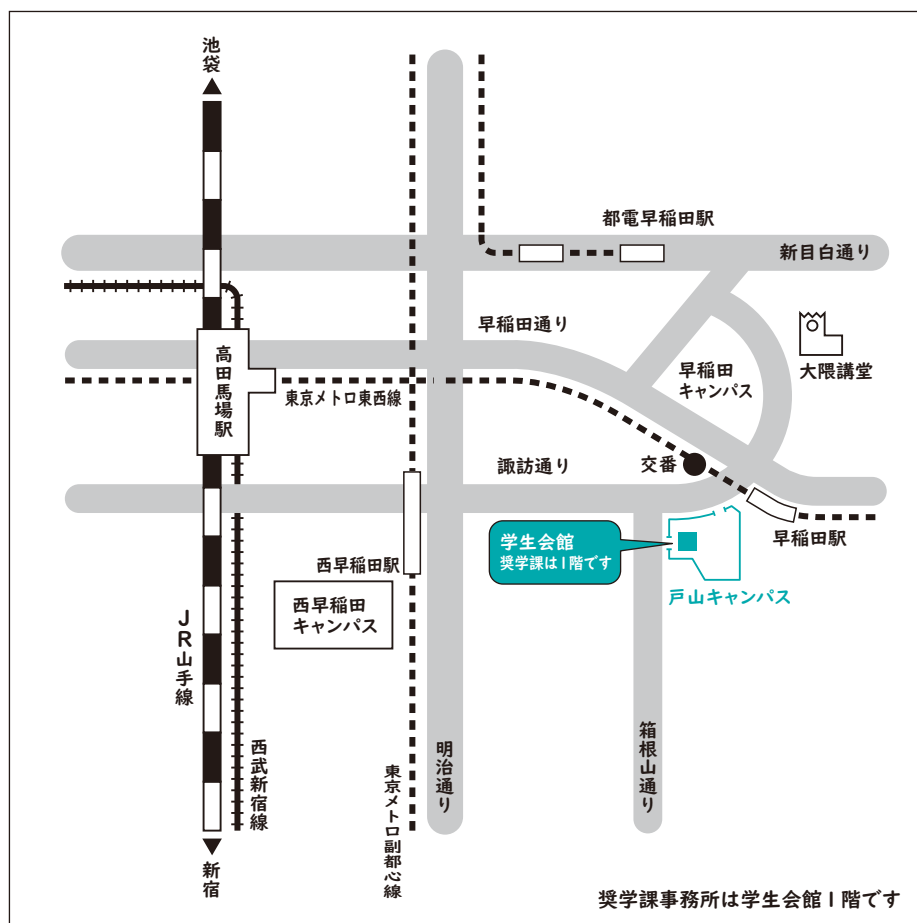 池袋
都電早稲田駅
新目白通り
早稲田通り
高田馬場駅
東京メトロ東西線
早稲田
キャンパス
大隈講堂
諏訪通り
交番
学生会館
奨学課は1階です
早稲田駅
西早稲田駅
戸山キャンパス
西早稲田
キャンパス
JR山手線
西武新宿線
東京メトロ副都心線
明治通り
箱根山通り
新宿
奨学課事務所は学生会館1階です